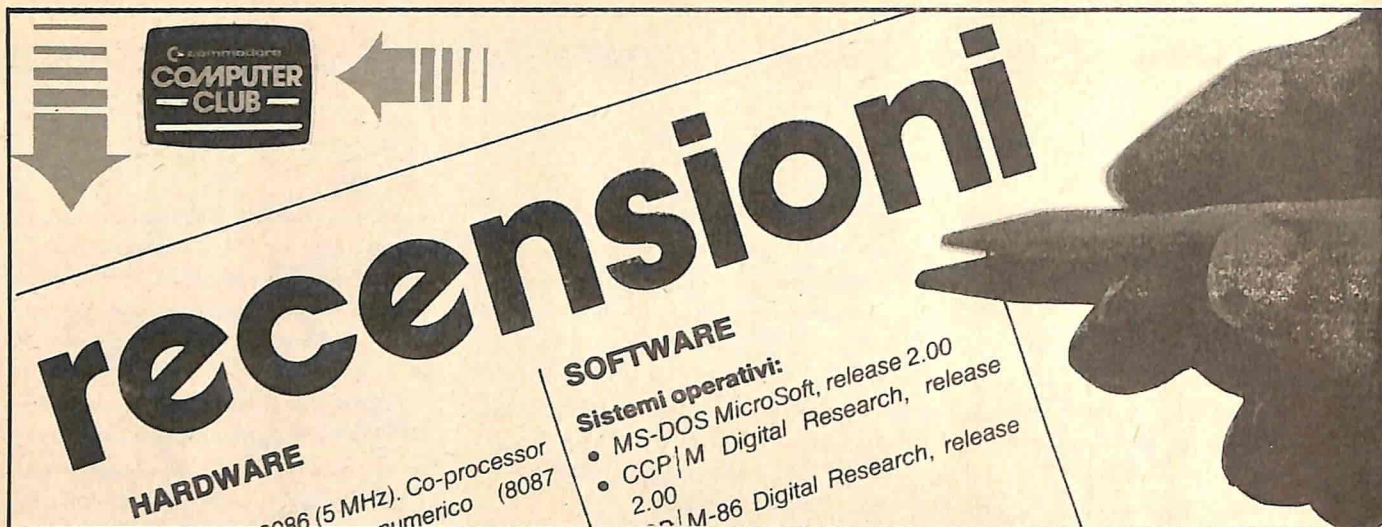 commodore
COMPUTER
CLUB
recensioni
HARDWARE
(5 MHz). Co-processor
numerico (8087
SOFTWARE
Sistemi operativi:
• MS-DOS MicroSoft, release 2.00
• CCP|M Digital Research, release
2.00
M-86 Digital Research, release